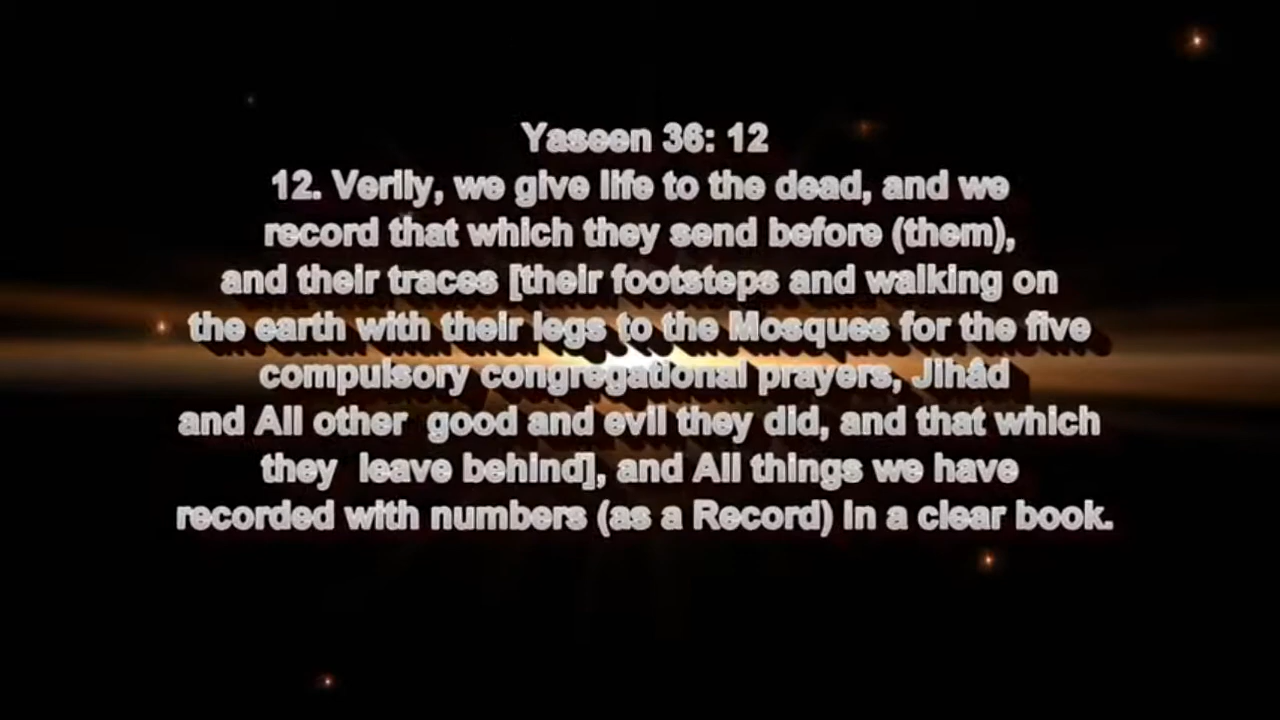 Yaseen 36: 12
12. Verily, we give life to the dead, and we
record that which they send before (them),
and their traces [their footsteps and walking on
the earth with their legs to the Mosques for the five
compulsory congregational prayers, Jihâd
and All other good and evil they did, and that which
they leave behind], and All things we have
recorded with numbers (as a Record) in a clear book.